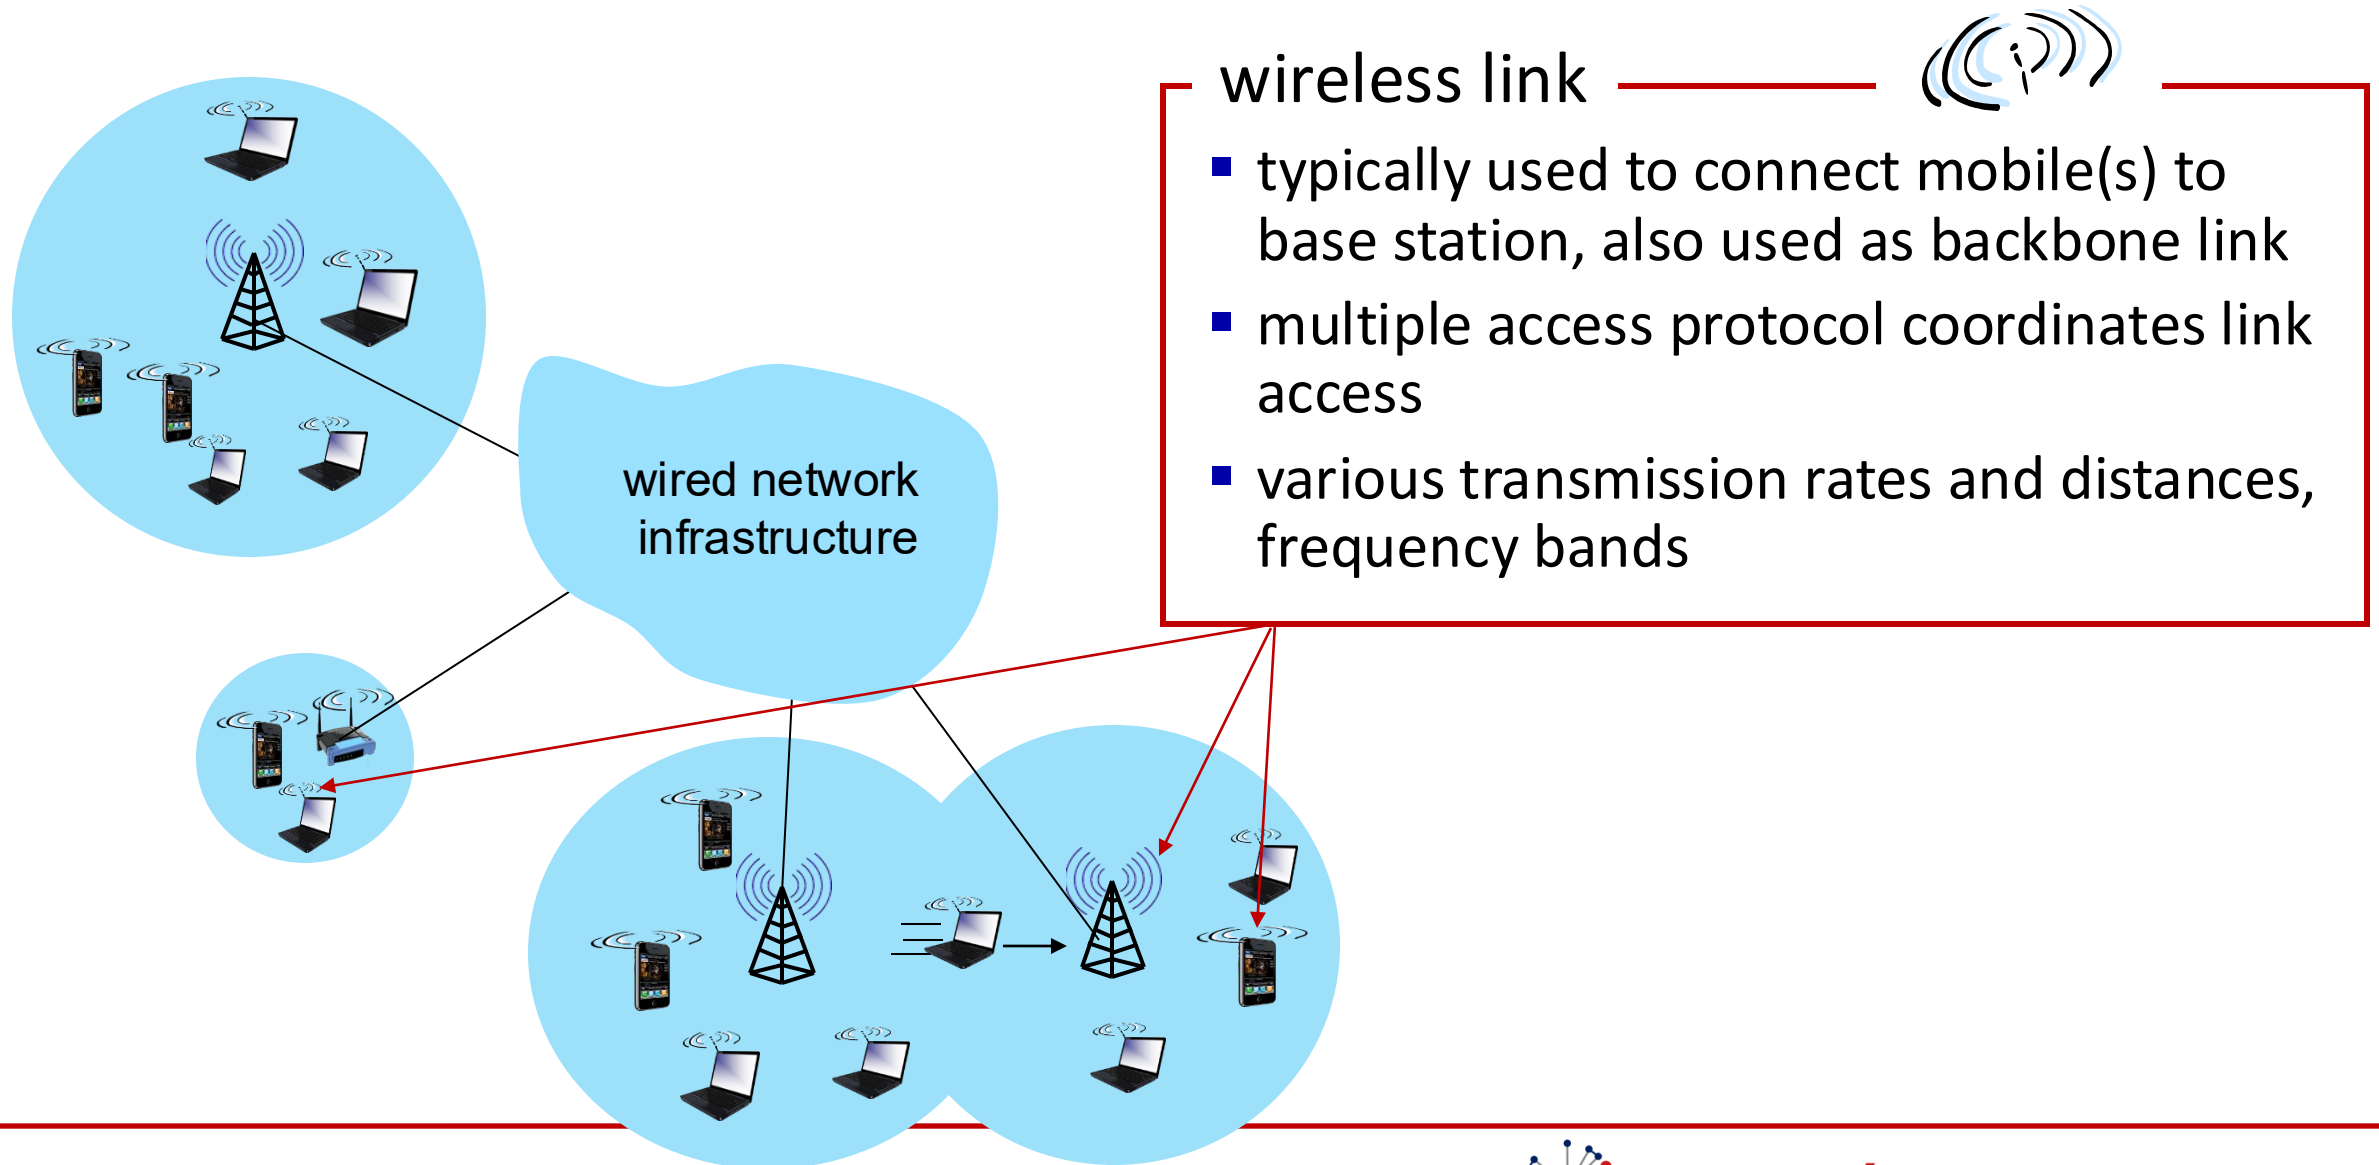 wireless link
typically used to connect mobile(s) to
base station, also used as backbone link
multiple access protocol coordinates link
access
various transmission rates and distances,
frequency bands
wired network
infrastructure